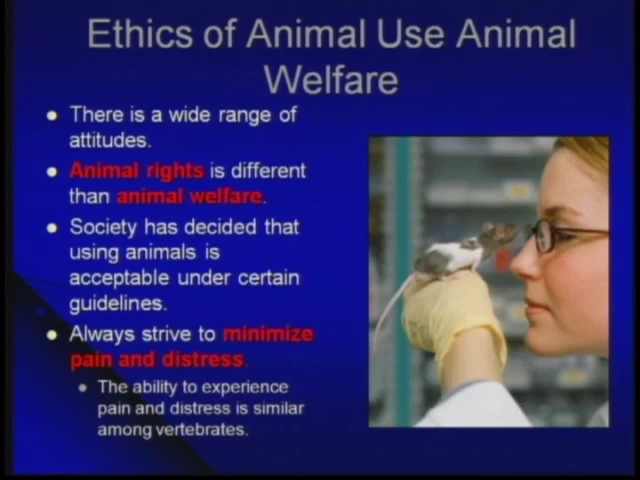 Ethics of Animal Use Animal
Welfare
There is a wide range of
attitudes.
Animal rights is different
than animal welfare.
Society has decided that
using animals is
acceptable under certain
guidelines.
Always strive to minimize
pain and distress.
The ability to experience
pain and distress is similar
among vertebrates.